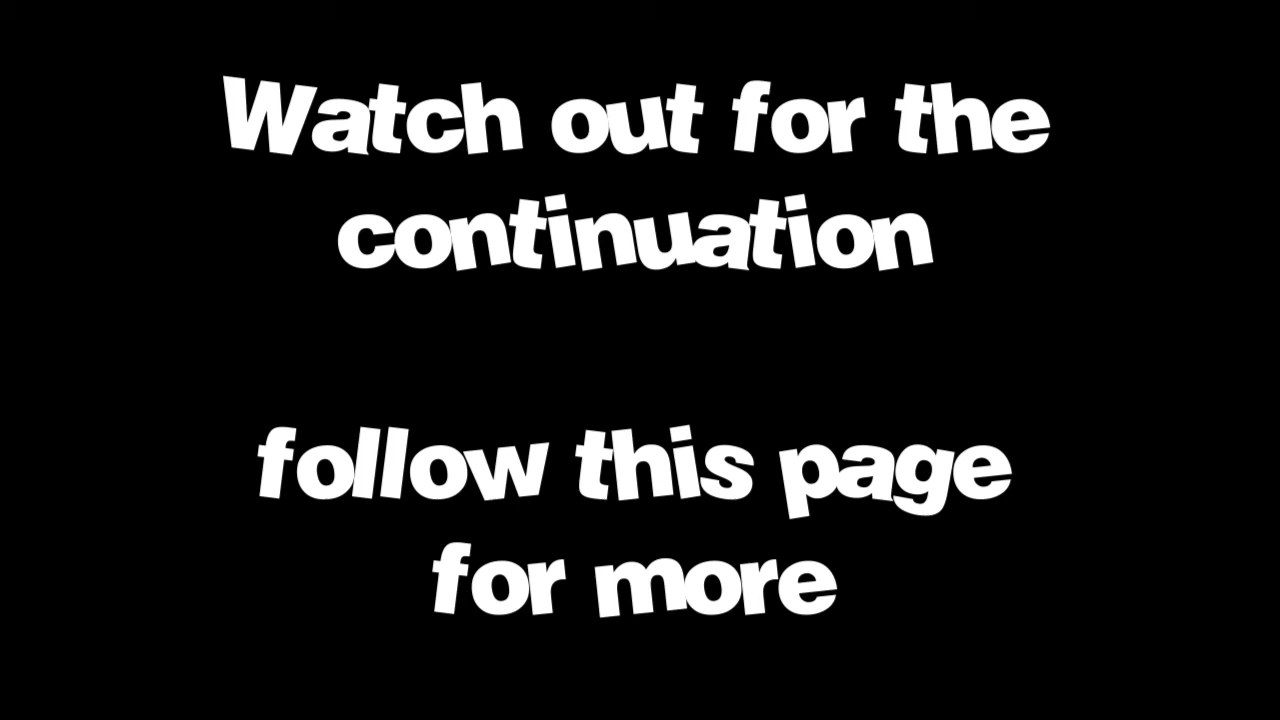 Watch out for the
continuation
follow this page
for more